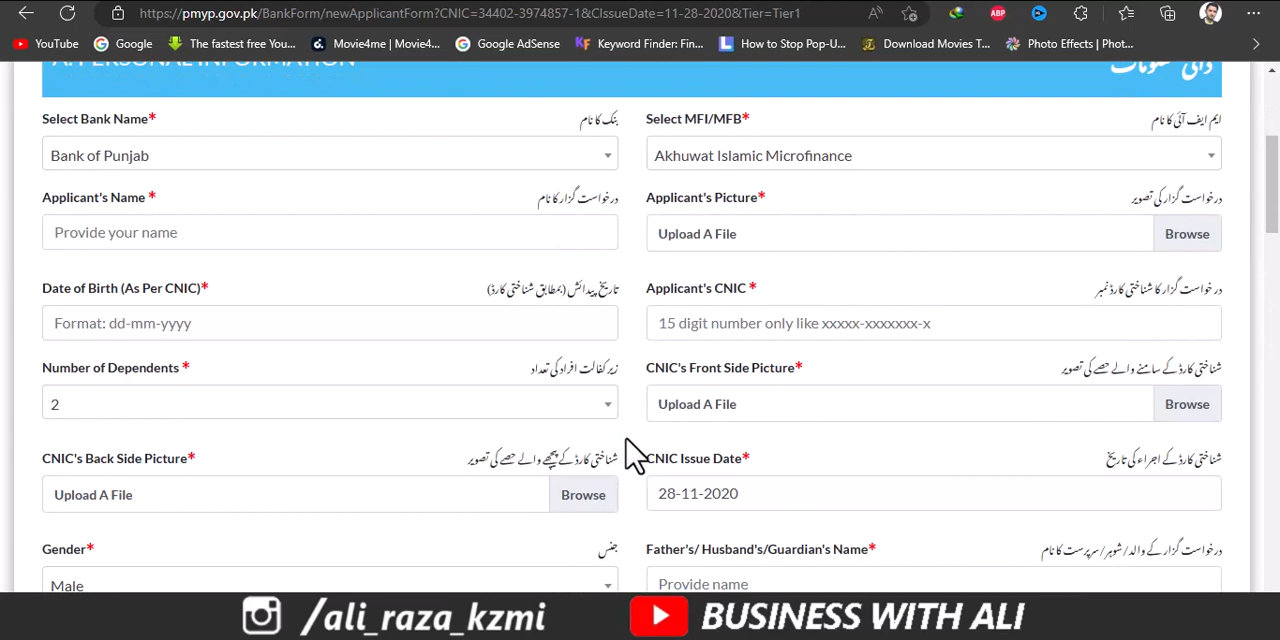 https://pmyp.gov.pk/BankForm/newApplicantForm?CNIC=34402-3974857-1&CIssueDate=11-28-2020&Tier=Tier1
YouTube
Google
The fastest free You...
Movie4me | Movie4...
Google AdSense
Keyword Finder: Fin...
How to Stop Pop-U...
Download Movies T...
Photo Effects | Phot...
A. PERSONAL INFORMATION
ذاتی معلومات
Select Bank Name*
بنک کا نام
Select MFI/MFB*
ایم ایف آئی کا نام
Bank of Punjab
Akhuwat Islamic Microfinance
Applicant's Name *
درخواست گزار کا نام
Applicant's Picture*
درخواست گزار کی تصویر
Provide your name
Upload A File
Browse
Date of Birth (As Per CNIC)*
تاریخ پیدائش (بمطابق شناختی کارڈ)
Applicant's CNIC *
درخواست گزار کا شناختی کارڈ نمبر
Format: dd-mm-yyyy
15 digit number only like xxxxx-xxxxxxx-x
Number of Dependents *
زیر کفالت افراد کی تعداد
CNIC's Front Side Picture*
شناختی کارڈ کے سامنے والے حصے کی تصویر
2
Upload A File
Browse
CNIC's Back Side Picture*
شناختی کارڈ کے پیچھے والے حصے کی تصویر
CNIC Issue Date*
شناختی کارڈ کے اجراء کی تاریخ
Upload A File
Browse
28-11-2020
Gender*
جنس
Father's/ Husband's/Guardian's Name*
درخواست گزار کے والد/شوہر/سرپرست کا نام
Male
Provide name
/ali_raza_kzmi
BUSINESS WITH ALI